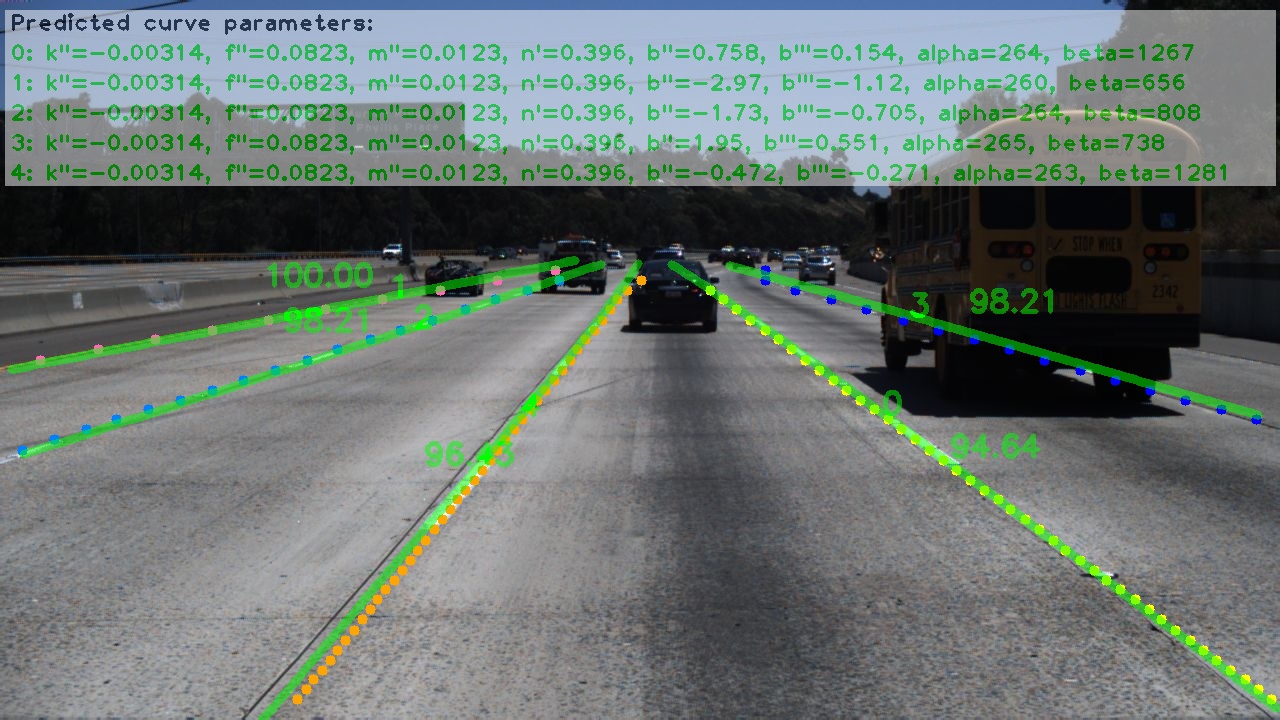 Predicted curve parameters:
0: k''=-0.00314, f''=0.0823, m''=0.0123, n'=0.396, b''=0.758, b'''=0.154, alpha=264, beta=1267
1: k''=-0.00314, f''=0.0823, m''=0.0123, n'=0.396, b''=-2.97, b'''=-1.12, alpha=260, beta=656
2: k''=-0.00314, f''=0.0823, m''=0.0123, n'=0.396, b''=-1.73, b'''=-0.705, alpha=264, beta=808
3: k''=-0.00314, f''=0.0823, m''=0.0123, n'=0.396, b''=1.95, b'''=0.551, alpha=265, beta=738
4: k''=-0.00314, f''=0.0823, m''=0.0123, n'=0.396, b''=-0.472, b'''=-0.271, alpha=263, beta=1281
Phyllis Place
STOP WHEN
LIGHTS FLASH
2342
100.00 1
98.21 2
3 98.21
0
94.64
4